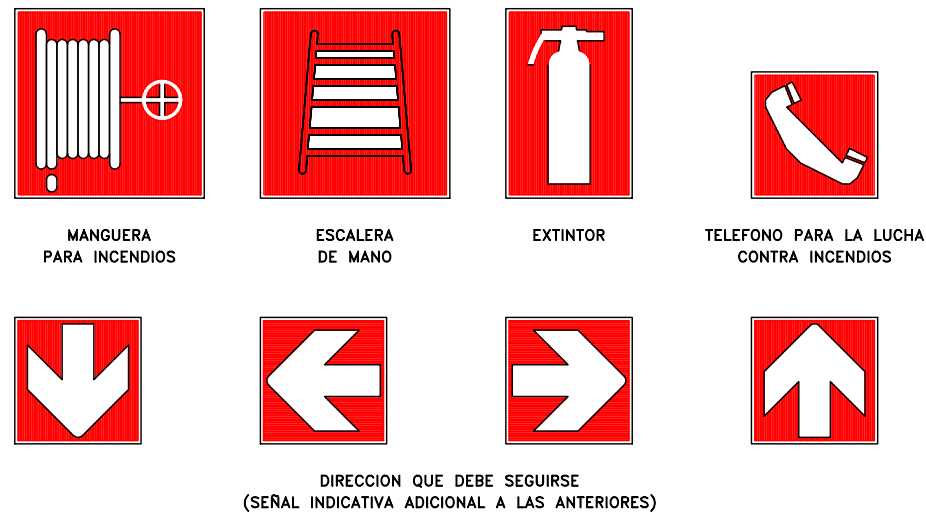 MANGUERA
PARA INCENDIOS
ESCALERA
DE MANO
EXTINTOR
TELEFONO PARA LA LUCHA
CONTRA INCENDIOS
DIRECCION QUE DEBE SEGUIRSE
(SEÑAL INDICATIVA ADICIONAL A LAS ANTERIORES)